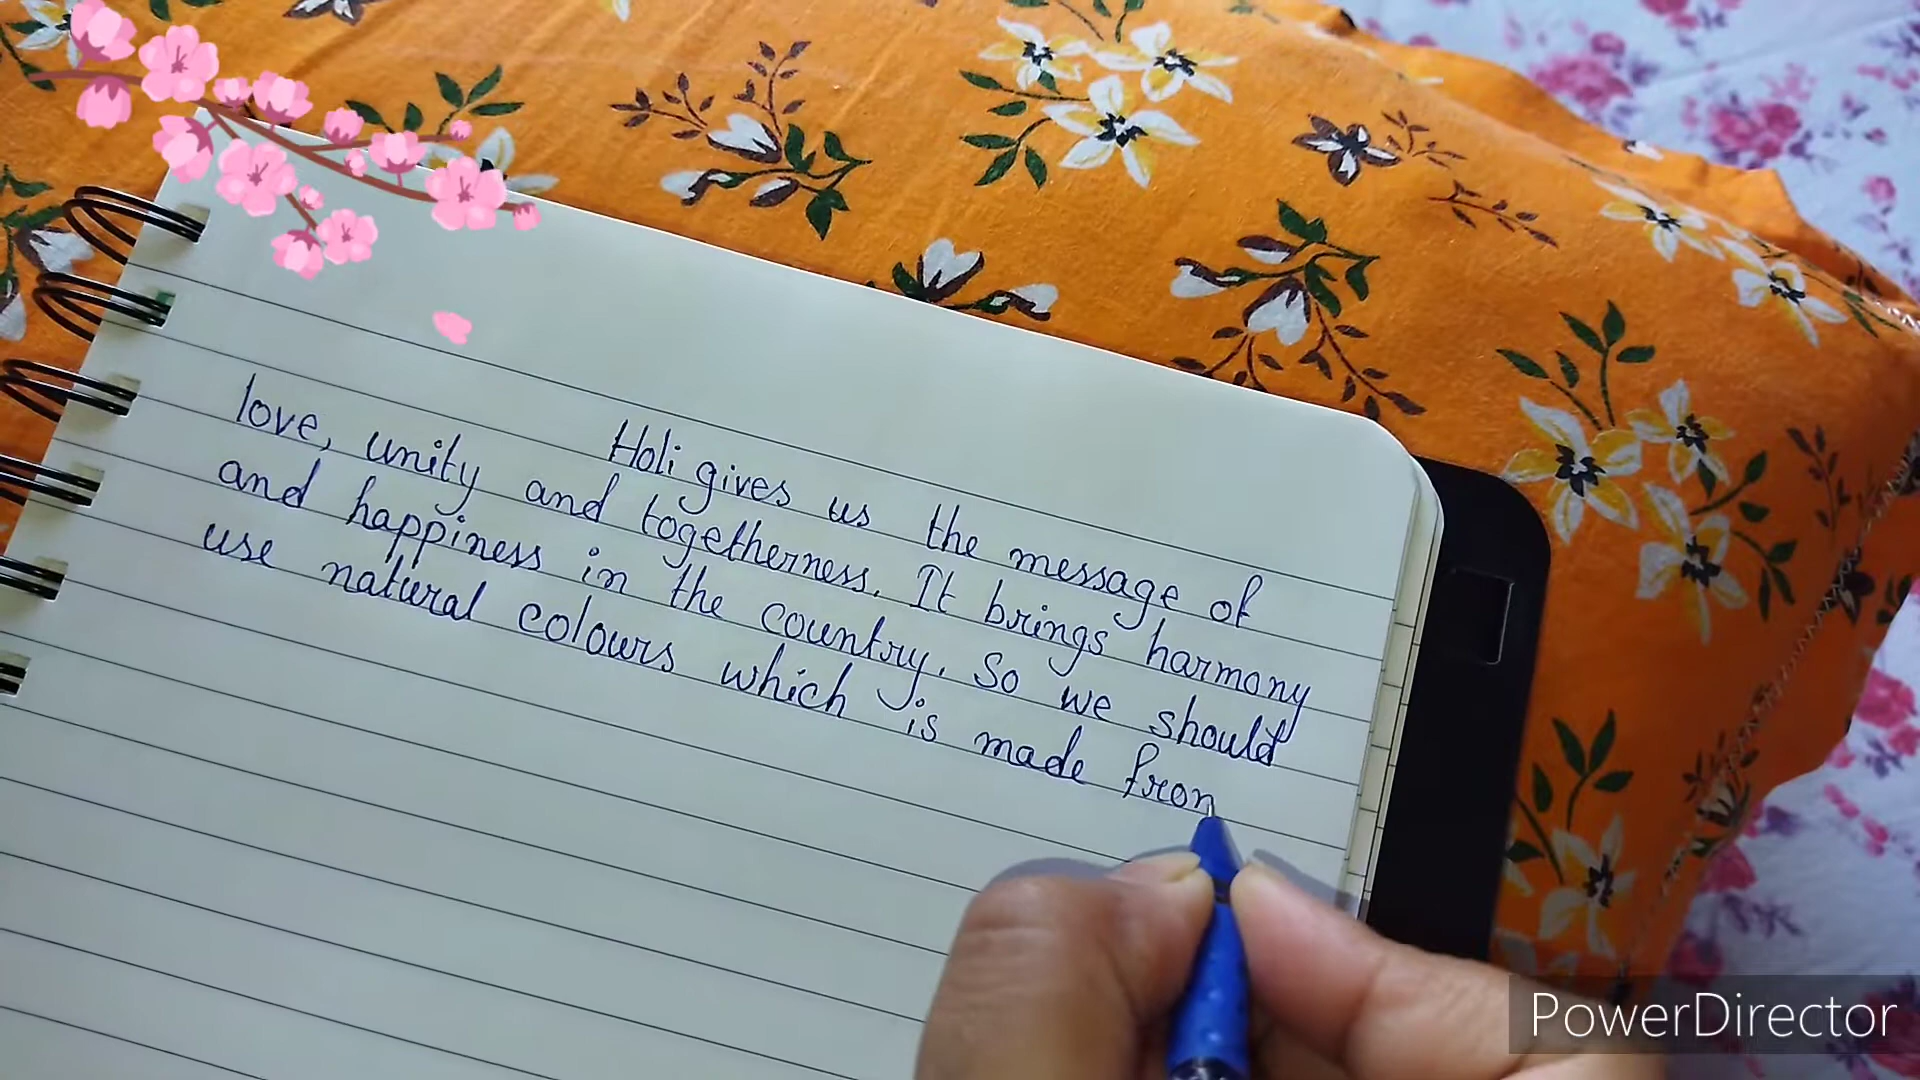 Holi gives us the message of
love, unity and togetherness. It brings harmony
and happiness in the country. So we should
use natural colours which is made from
PowerDirector